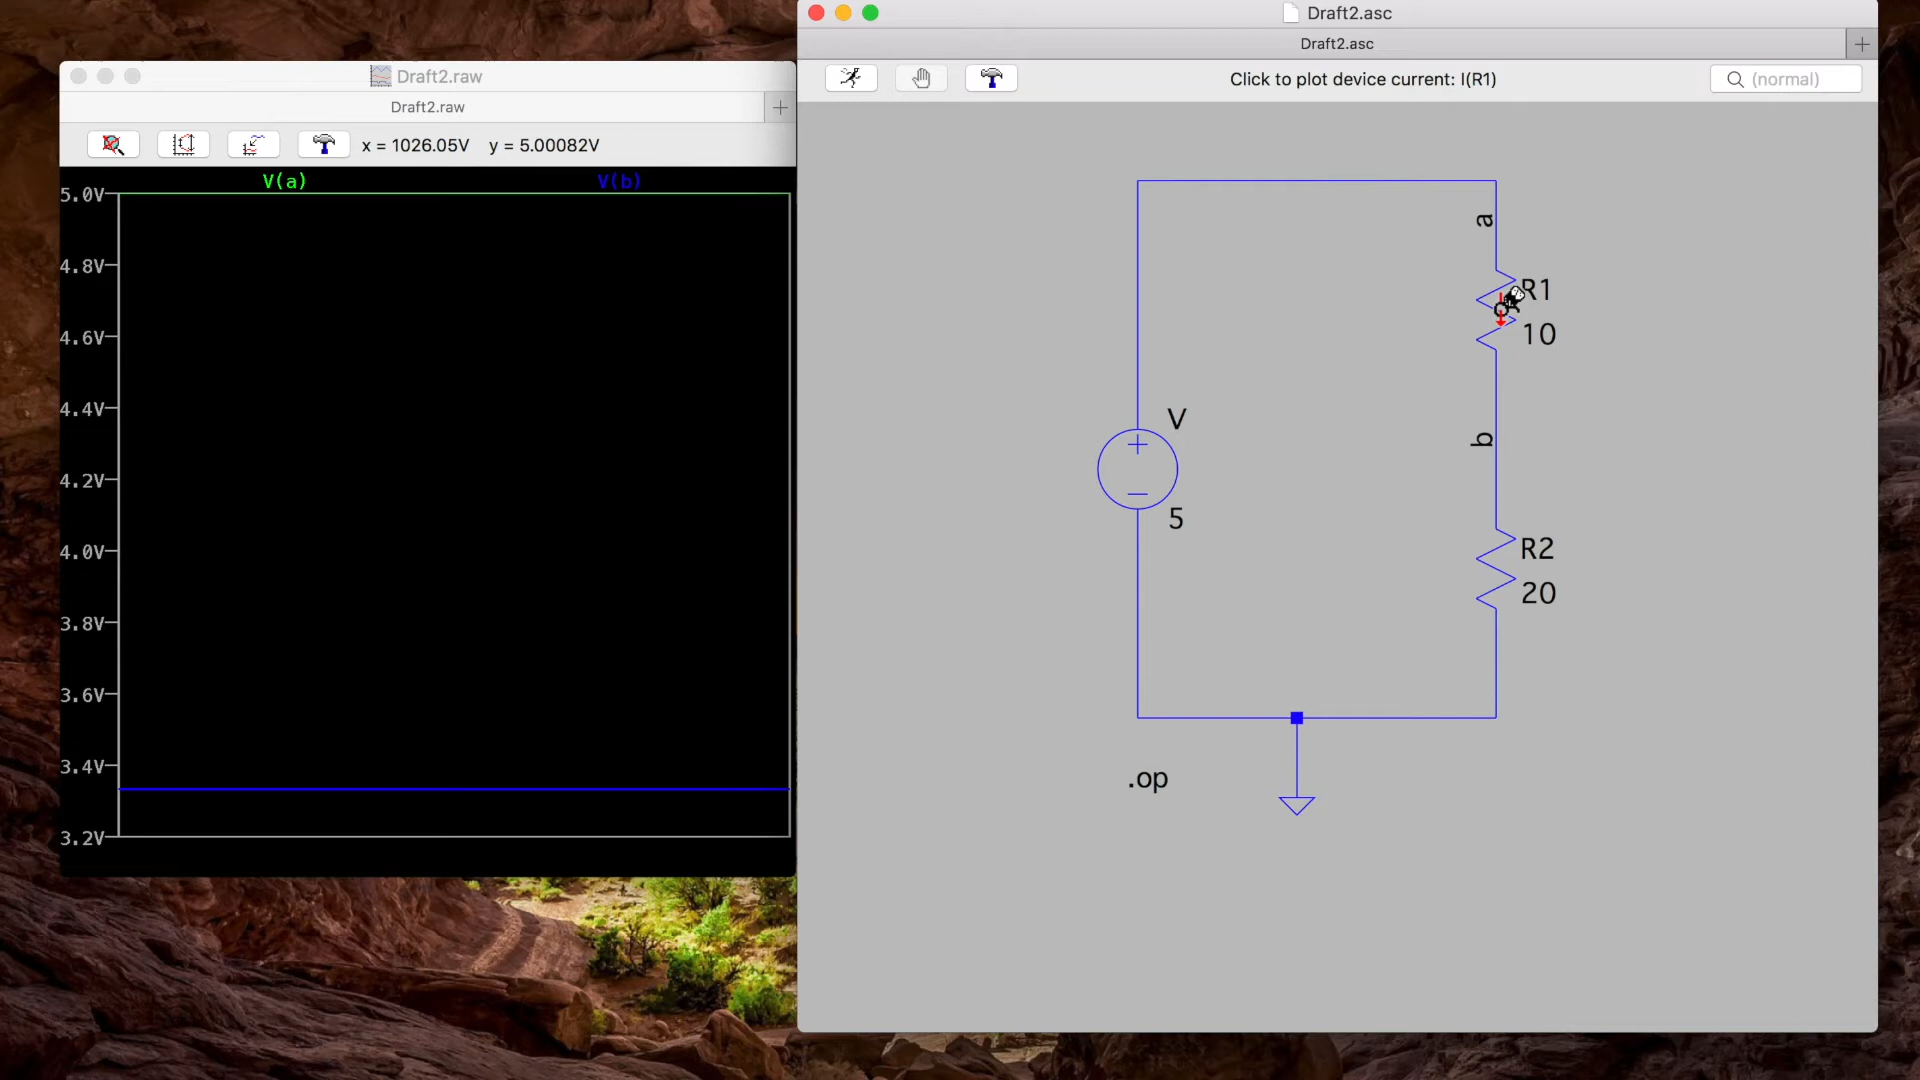 Draft2.raw
Draft2.raw
x = 1026.05V y = 5.00082V
V(a) V(b)
5.0V
4.8V
4.6V
4.4V
4.2V
4.0V
3.8V
3.6V
3.4V
3.2V
Draft2.asc
Draft2.asc
Click to plot device current: I(R1)
(normal)
a
R1
10
b
V
5
R2
20
.op